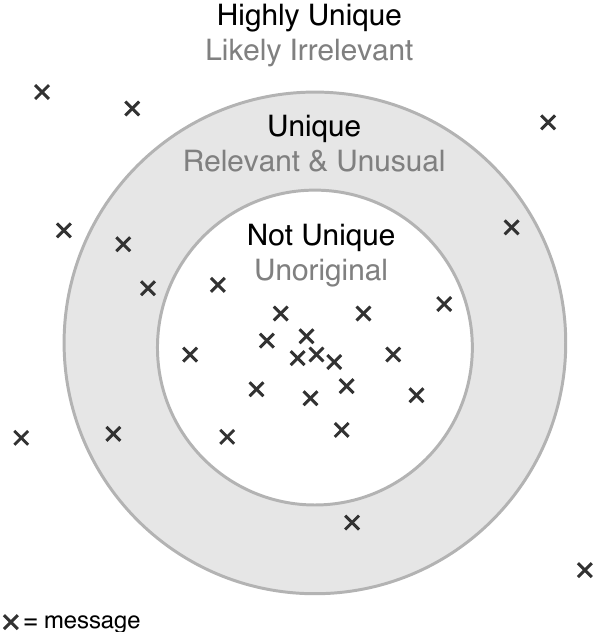 Highly Unique
Likely Irrelevant
Unique
Relevant & Unusual
Not Unique
Unoriginal
= message